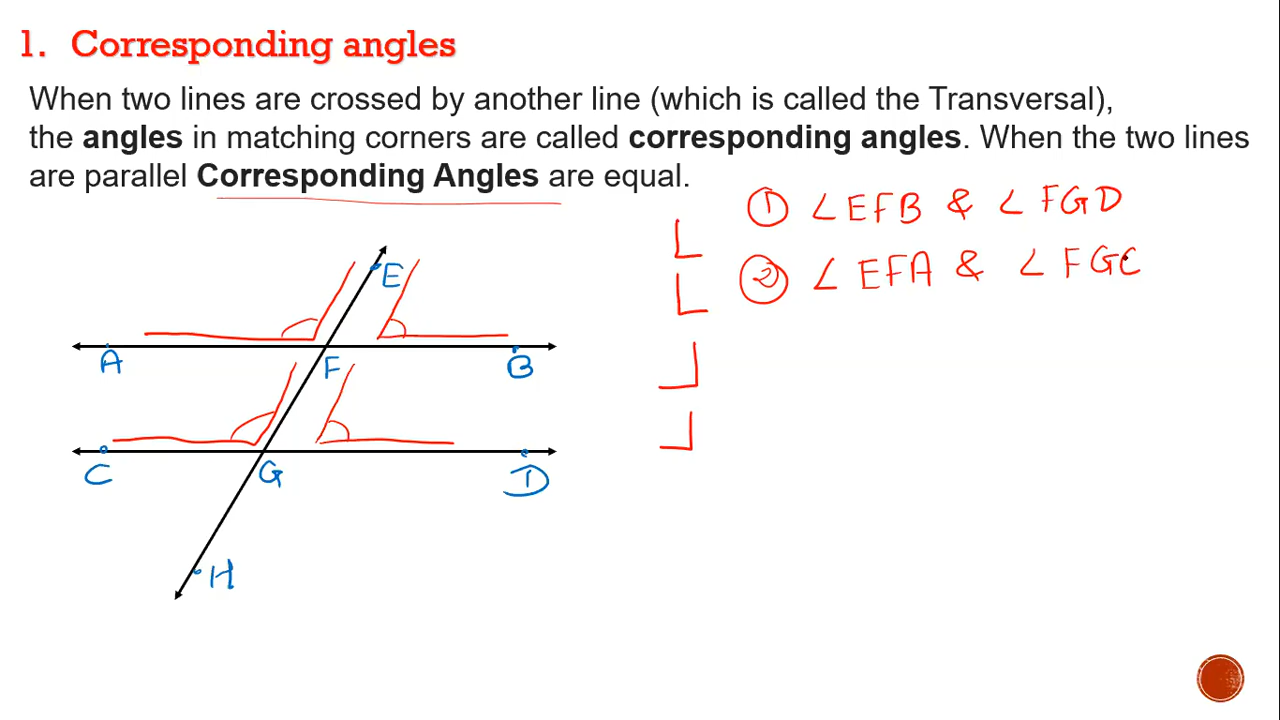 1. Corresponding angles
When two lines are crossed by another line (which is called the Transversal),
the angles in matching corners are called corresponding angles. When the two lines
are parallel Corresponding Angles are equal.
① ∠EFB & ∠FGD
② ∠EFA & ∠FGC
E
A
F
B
C
G
D
H